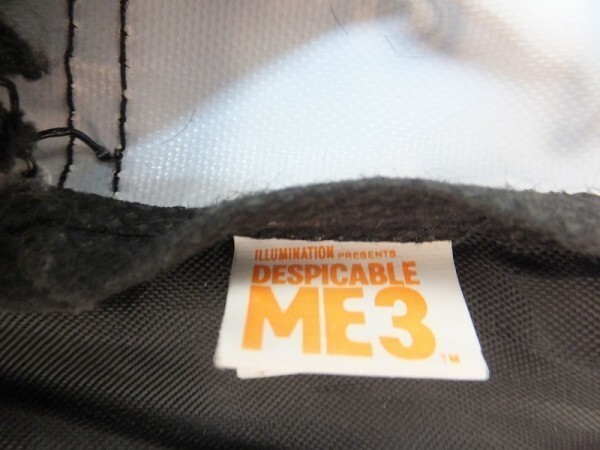 ILLUMINATION PRESENTS
DESPICABLE
ME3
TM